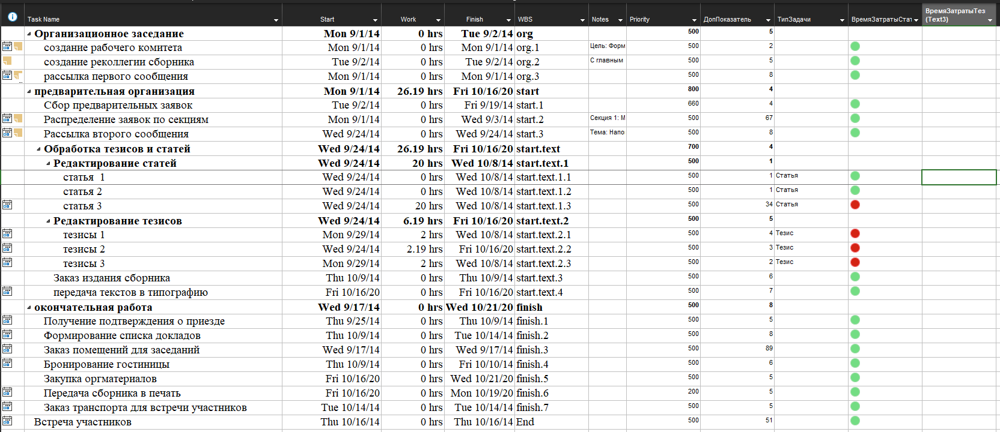 Task Name Start Work Finish WBS Notes Priority ДопПоказатель ТипЗадачи ВремяЗатратыСтат ВремяЗатратыТез (Text3)
Организационное заседание Mon 9/1/14 0 hrs Tue 9/2/14 org 500 5
создание рабочего комитета Mon 9/1/14 0 hrs Mon 9/1/14 org.1 Цель: Форм 500 2
создание реколлегии сборника Tue 9/2/14 0 hrs Tue 9/2/14 org.2 С главным 500 5
рассылка первого сообщения Mon 9/1/14 0 hrs Mon 9/1/14 org.3 500 8
предварительная организация Mon 9/1/14 26.19 hrs Fri 10/16/20 start 800 4
Сбор предварительных заявок Tue 9/2/14 0 hrs Fri 9/19/14 start.1 660 4
Распределение заявок по секциям Mon 9/1/14 0 hrs Wed 9/3/14 start.2 Секция 1: М 500 67
Рассылка второго сообщения Wed 9/24/14 0 hrs Wed 9/24/14 start.3 Тема: Напо 500 8
Обработка тезисов и статей Wed 9/24/14 26.19 hrs Fri 10/16/20 start.text 700 4
Редактирование статей Wed 9/24/14 20 hrs Wed 10/8/14 start.text.1 500 1
статья 1 Wed 9/24/14 0 hrs Wed 10/8/14 start.text.1.1 500 1 Статья
статья 2 Wed 9/24/14 0 hrs Wed 10/8/14 start.text.1.2 500 1 Статья
статья 3 Wed 9/24/14 20 hrs Wed 10/8/14 start.text.1.3 500 34 Статья
Редактирование тезисов Wed 9/24/14 6.19 hrs Fri 10/16/20 start.text.2 500 5
тезисы 1 Mon 9/29/14 2 hrs Wed 10/8/14 start.text.2.1 500 4 Тезис
тезисы 2 Wed 9/24/14 2.19 hrs Fri 10/16/20 start.text.2.2 500 3 Тезис
тезисы 3 Mon 9/29/14 2 hrs Wed 10/8/14 start.text.2.3 500 2 Тезис
Заказ издания сборника Thu 10/9/14 0 hrs Thu 10/9/14 start.text.3 500 6
передача текстов в типографию Fri 10/16/20 0 hrs Fri 10/16/20 start.text.4 500 7
окончательная работа Wed 9/17/14 0 hrs Wed 10/21/20 finish 500 8
Получение подтверждения о приезде Thu 9/25/14 0 hrs Thu 10/9/14 finish.1 500 5
Формирование списка докладов Thu 10/9/14 0 hrs Tue 10/14/14 finish.2 500 8
Заказ помещений для заседаний Wed 9/17/14 0 hrs Wed 9/17/14 finish.3 500 89
Бронирование гостиницы Thu 10/9/14 0 hrs Fri 10/10/14 finish.4 500 6
Закупка оргматериалов Fri 10/16/20 0 hrs Wed 10/21/20 finish.5 500 5
Передача сборника в печать Fri 10/16/20 0 hrs Mon 10/19/20 finish.6 200 5
Заказ транспорта для встречи участников Tue 10/14/14 0 hrs Tue 10/14/14 finish.7 500 5
Встреча участников Thu 10/16/14 0 hrs Thu 10/16/14 End 500 51